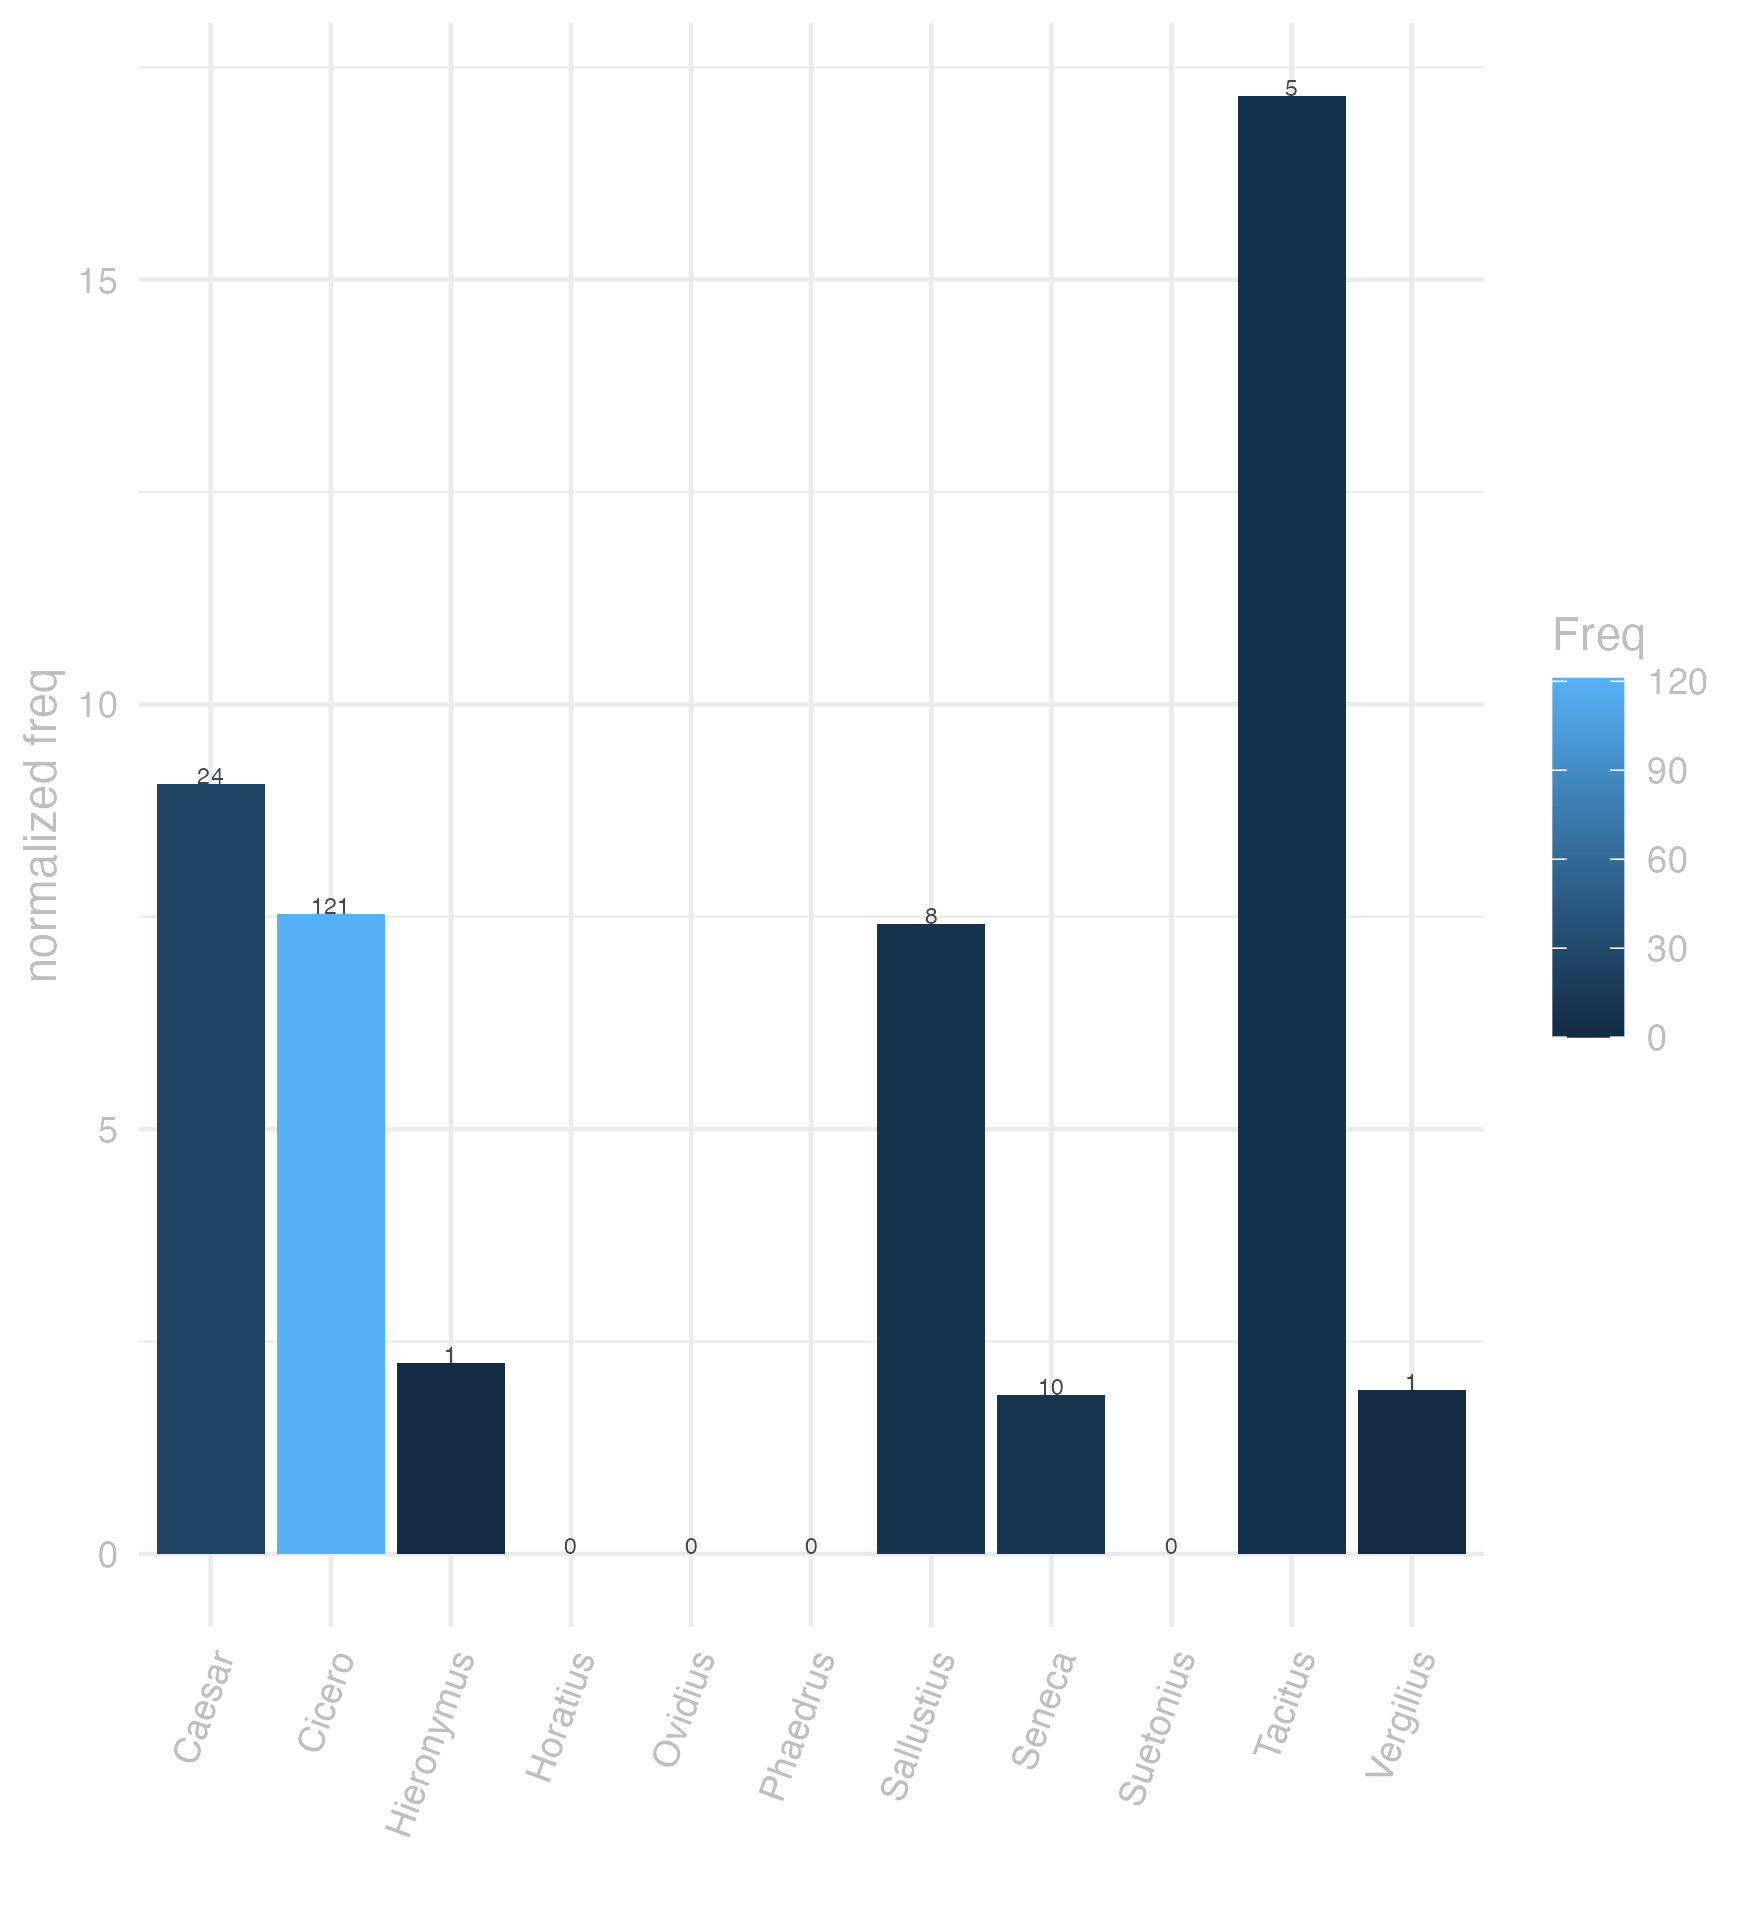 normalized freq
15
10
5
0
24
121
1
0
0
0
8
10
0
5
1
Caesar
Cicero
Hieronymus
Horatius
Ovidius
Phaedrus
Sallustius
Seneca
Suetonius
Tacitus
Vergilius
Freq
120
90
60
30
0